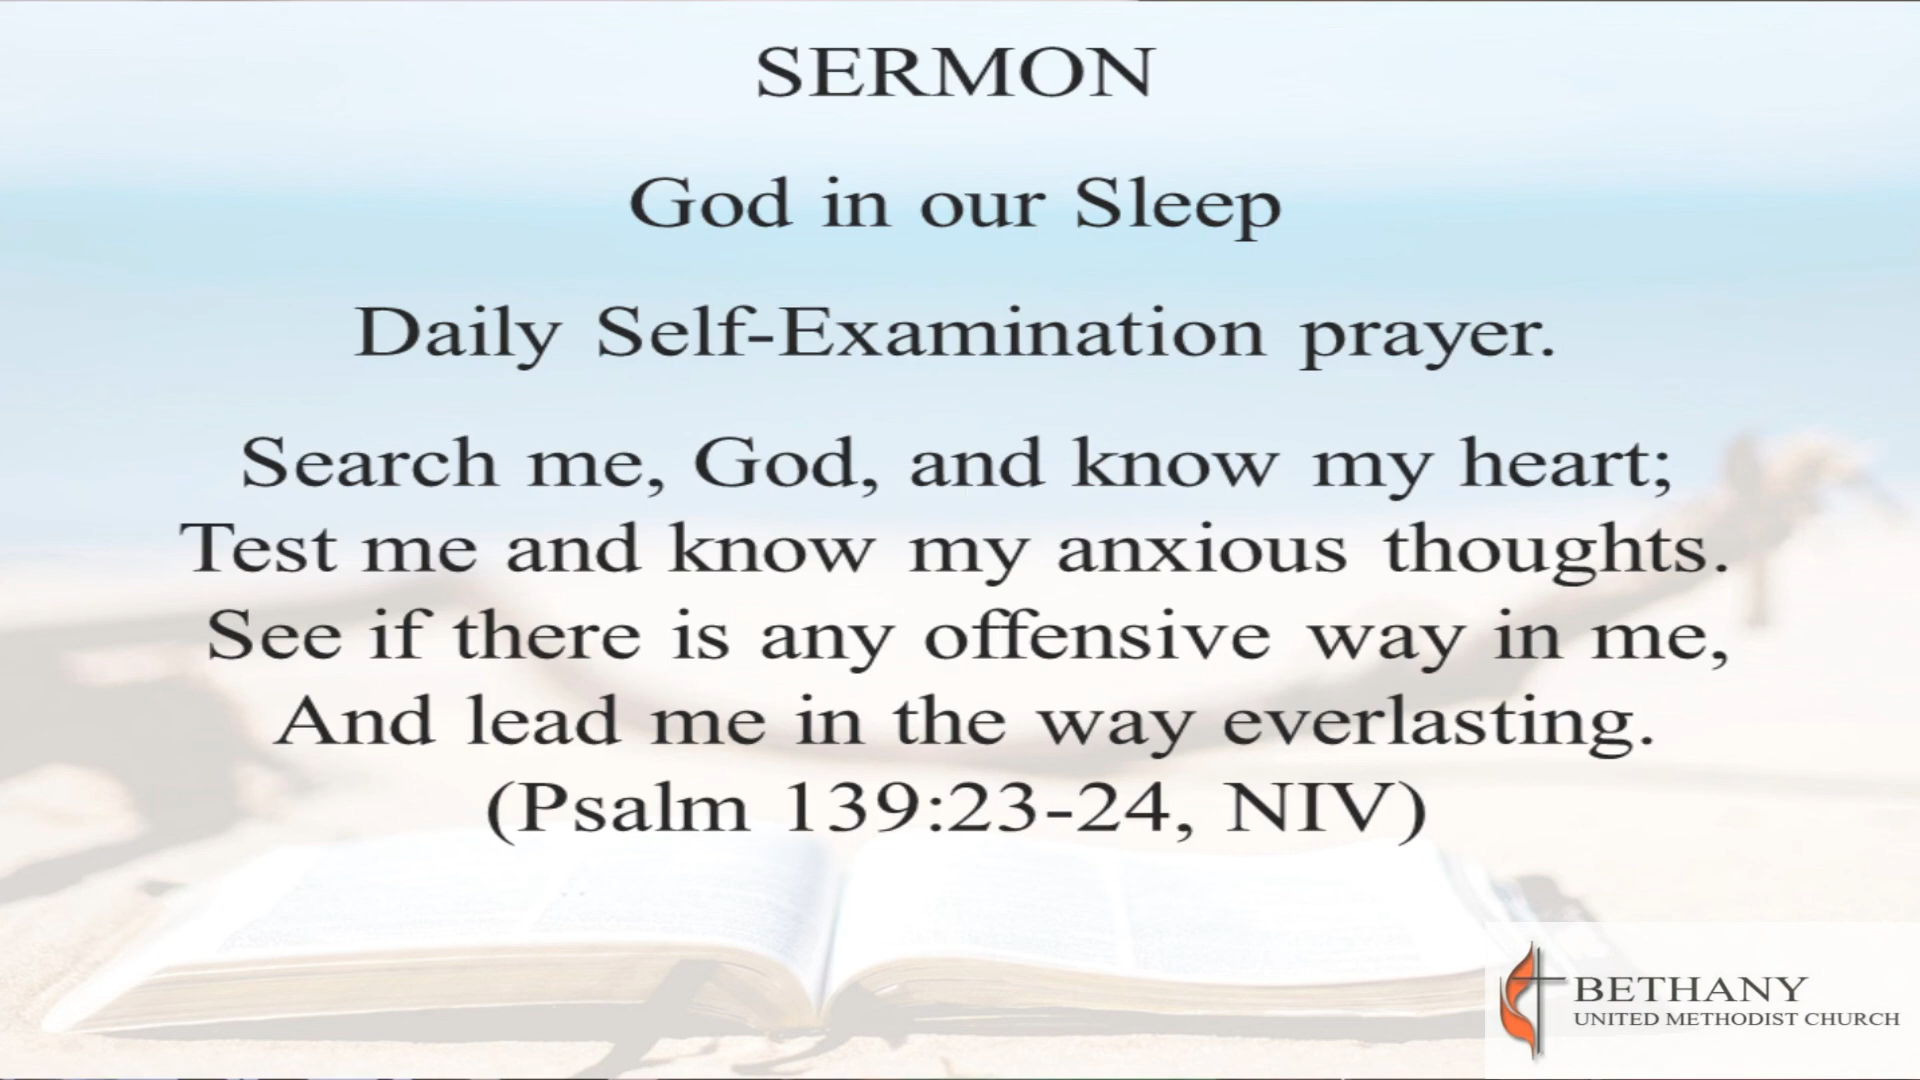 SERMON
God in our Sleep
Daily Self-Examination prayer.
Search me, God, and know my heart;
Test me and know my anxious thoughts.
See if there is any offensive way in me,
And lead me in the way everlasting.
(Psalm 139:23-24, NIV)
BETHANY
UNITED METHODIST CHURCH